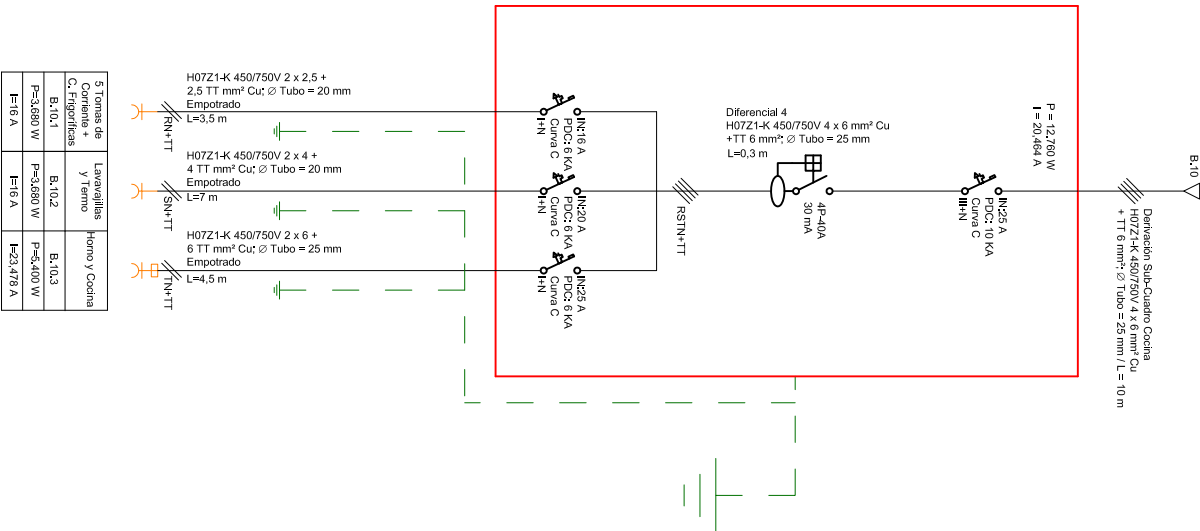 B.10
Derivación Sub-Cuadro Cocina
H07Z1-K 450/750V 4 x 6 mm² Cu
+ TT 6 mm²; Ø Tubo = 25 mm / L = 10 m
P = 12.760 W
I = 20,464 A
IN:25 A
PDC: 10 KA
Curva C
III+N
Diferencial 4
H07Z1-K 450/750V 4 x 6 mm² Cu
+TT 6 mm²; Ø Tubo = 25 mm
L=0,3 m
4P-40A
30 mA
RSTN+TT
IN:16 A
PDC: 6 KA
Curva C
I+N
IN:20 A
PDC: 6 KA
Curva C
I+N
IN:25 A
PDC: 6 KA
Curva C
I+N
H07Z1-K 450/750V 2 x 2,5 +
2,5 TT mm² Cu; Ø Tubo = 20 mm
Empotrado
L=3,5 m
RN+TT
H07Z1-K 450/750V 2 x 4 +
4 TT mm² Cu; Ø Tubo = 20 mm
Empotrado
L=7 m
SN+TT
H07Z1-K 450/750V 2 x 6 +
6 TT mm² Cu; Ø Tubo = 25 mm
Empotrado
L=4,5 m
TN+TT
5 Tomas de
Corriente +
C. Frigoríficas
B.10.1
P=3.680 W
I=16 A
Lavavajillas
y Termo
B.10.2
P=3.680 W
I=16 A
Horno y Cocina
B.10.3
P=5.400 W
I=23,478 A